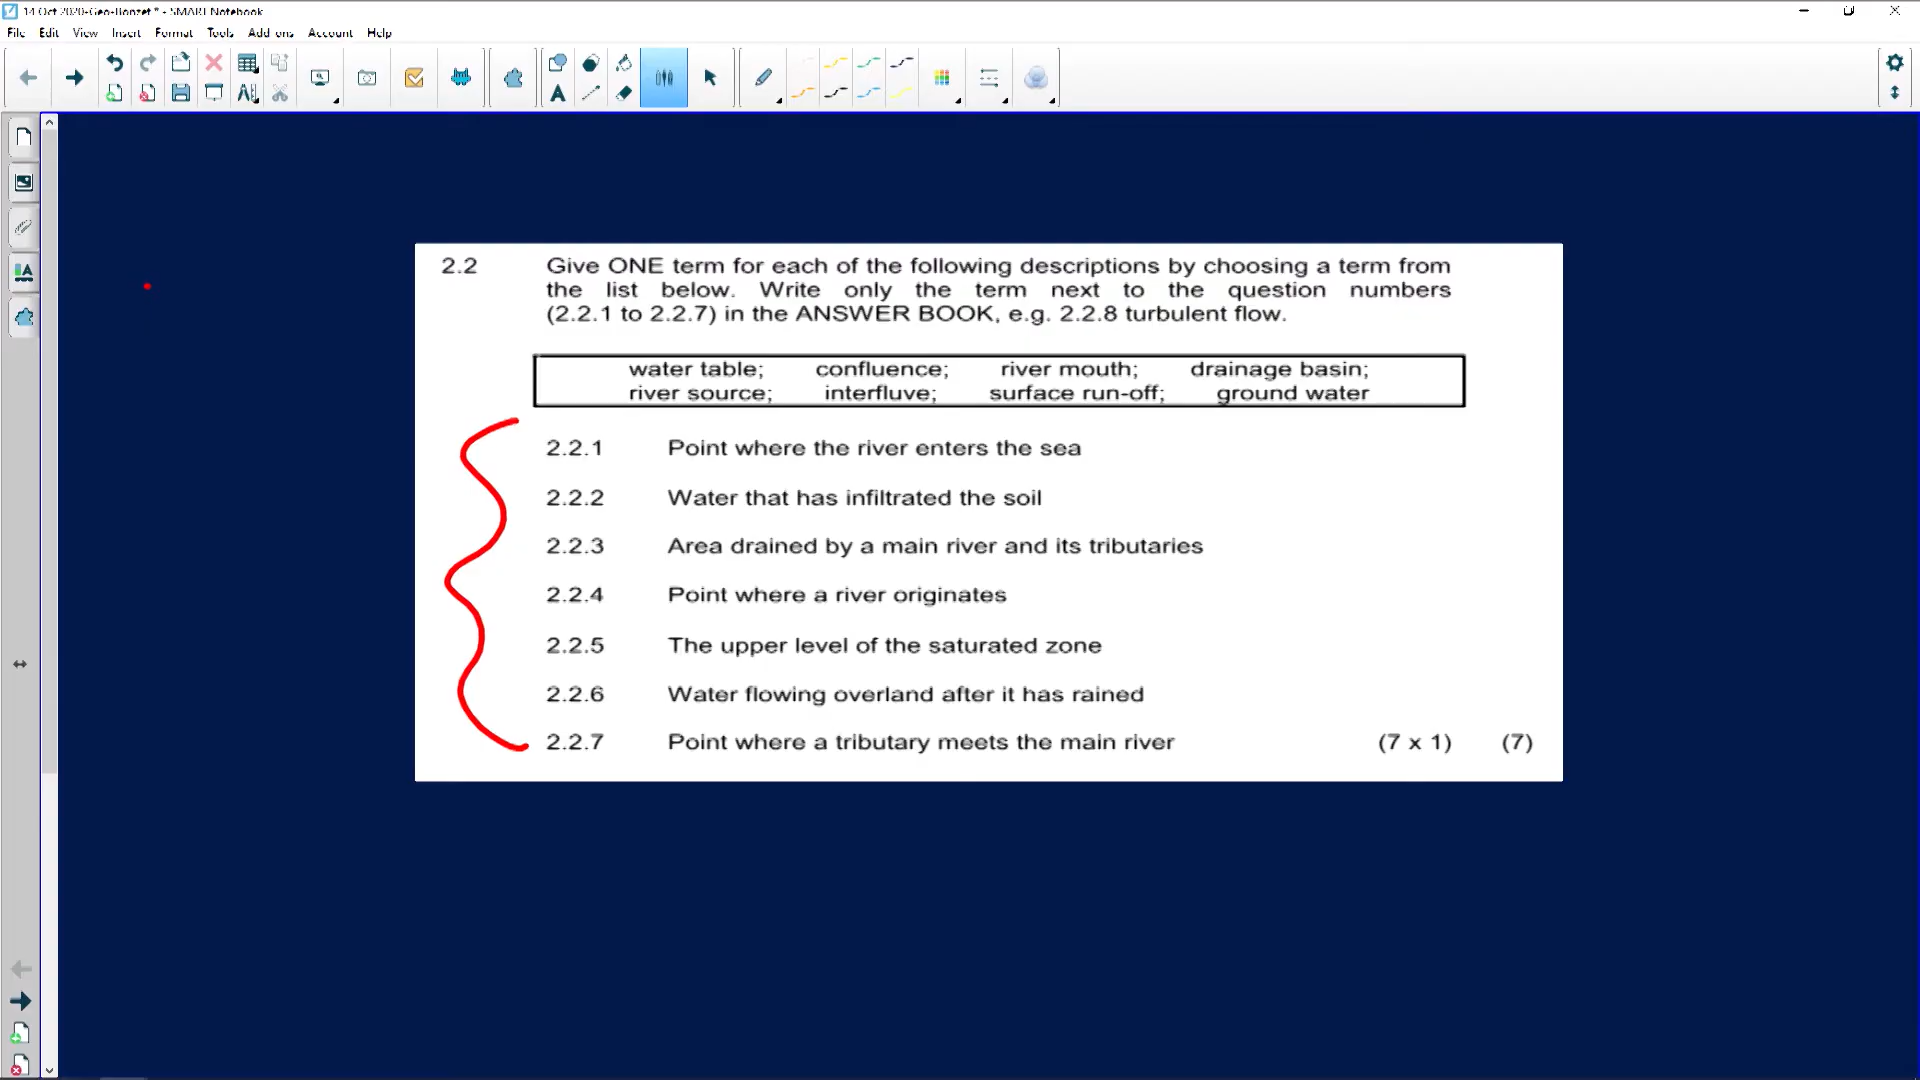 14 Oct 2020-Geo-Bonzet * - SMART Notebook
File Edit View Insert Format Tools Add-ons Account Help
2.2 Give ONE term for each of the following descriptions by choosing a term from
the list below. Write only the term next to the question numbers
(2.2.1 to 2.2.7) in the ANSWER BOOK, e.g. 2.2.8 turbulent flow.
water table; confluence; river mouth; drainage basin;
river source; interfluve; surface run-off; ground water
2.2.1 Point where the river enters the sea
2.2.2 Water that has infiltrated the soil
2.2.3 Area drained by a main river and its tributaries
2.2.4 Point where a river originates
2.2.5 The upper level of the saturated zone
2.2.6 Water flowing overland after it has rained
2.2.7 Point where a tributary meets the main river (7 x 1) (7)